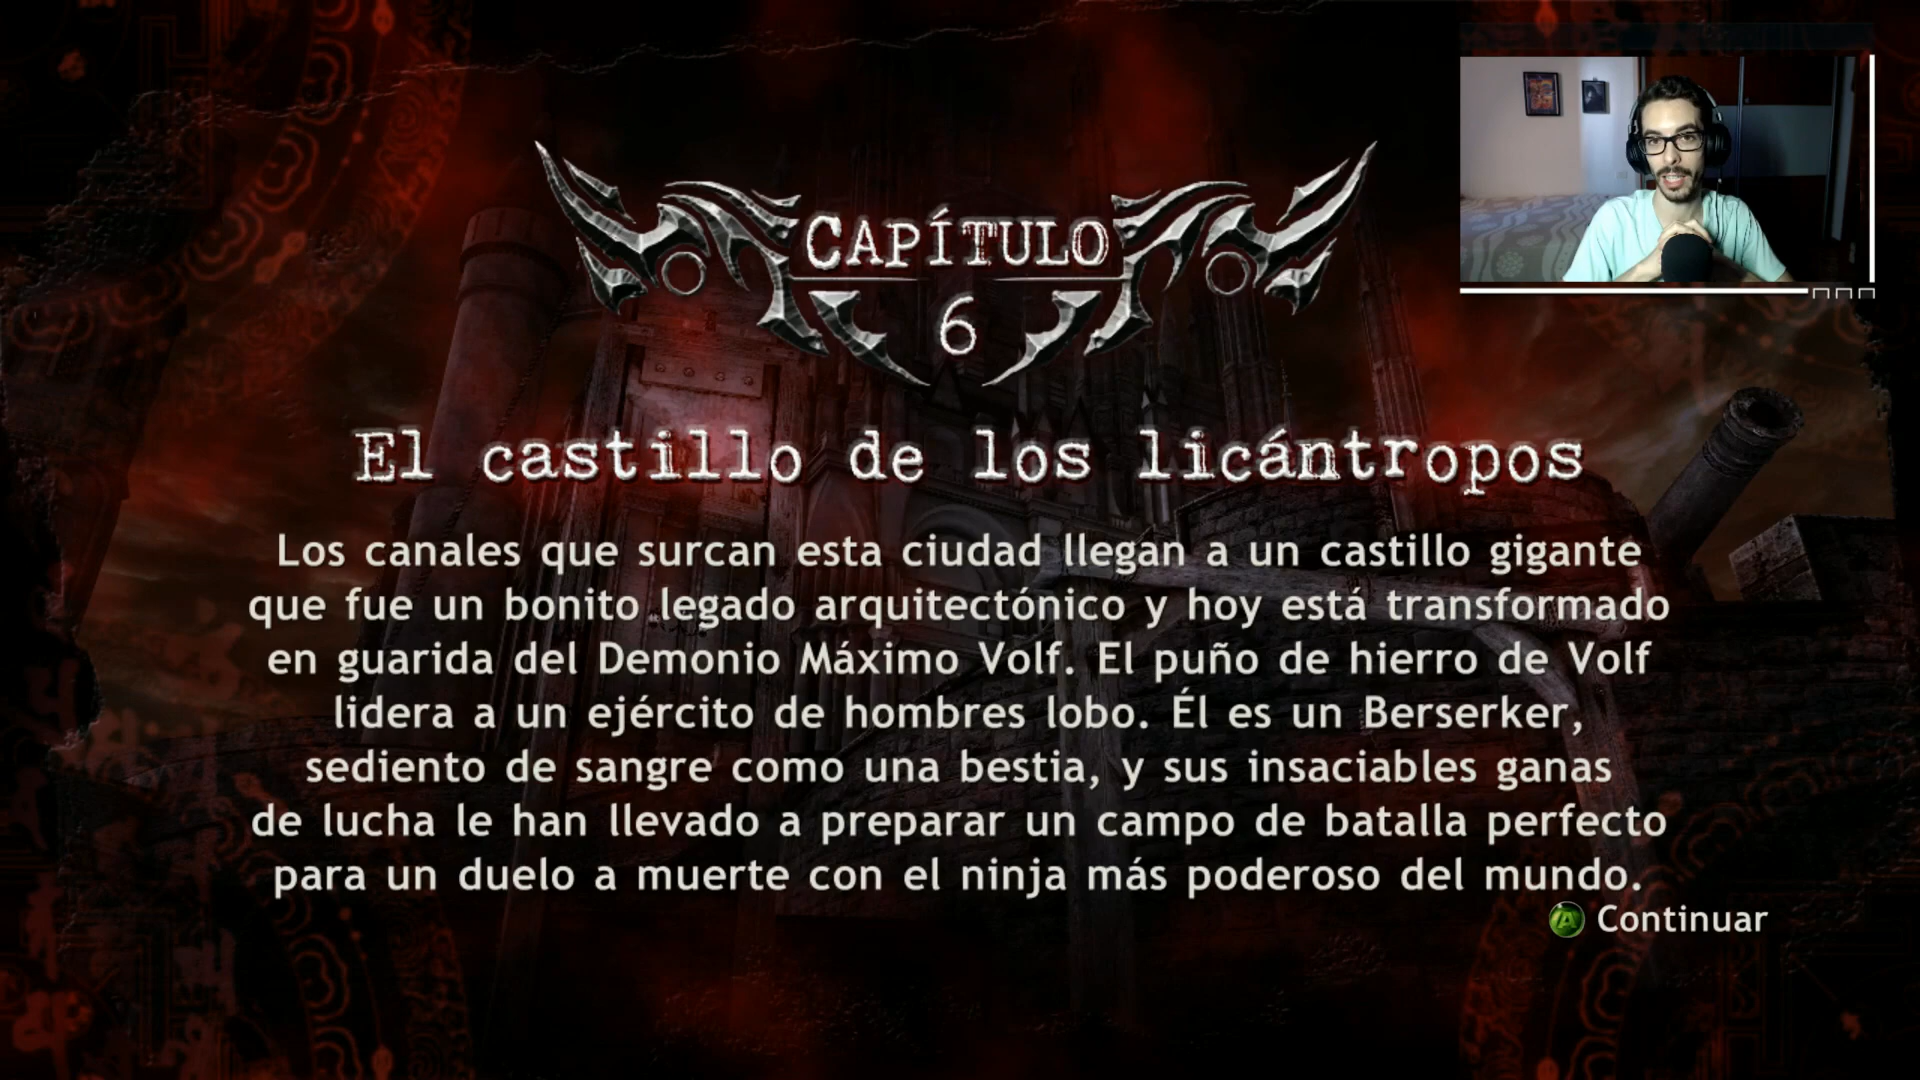 CAPÍTULO
6
El castillo de los licántropos
Los canales que surcan esta ciudad llegan a un castillo gigante
que fue un bonito legado arquitectónico y hoy está transformado
en guarida del Demonio Máximo Volf. El puño de hierro de Volf
lidera a un ejército de hombres lobo. Él es un Berserker,
sediento de sangre como una bestia, y sus insaciables ganas
de lucha le han llevado a preparar un campo de batalla perfecto
para un duelo a muerte con el ninja más poderoso del mundo.
A Continuar